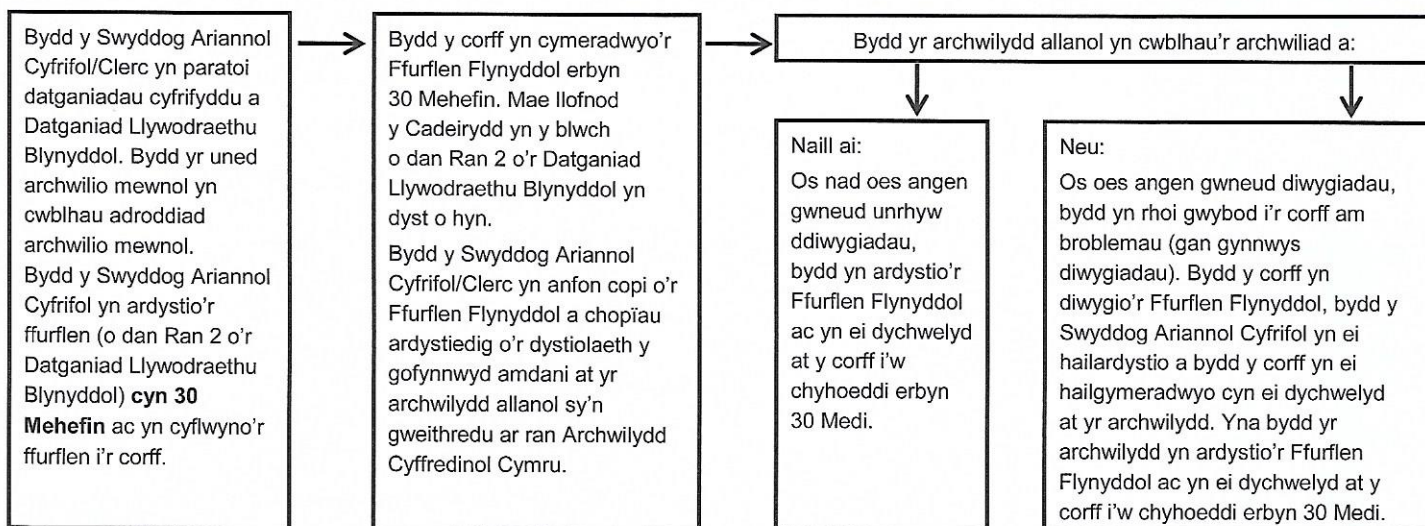 Bydd y Swyddog Ariannol
Cyfrifol/Clerc yn paratoi
datganiadau cyfrifyddu a
Datganiad Llywodraethu
Blynyddol. Bydd yr uned
archwilio mewnol yn
cwblhau adroddiad
archwilio mewnol.
Bydd y Swyddog Ariannol
Cyfrifol yn ardystio'r
ffurflen (o dan Ran 2 o'r
Datganiad Llywodraethu
Blynyddol) cyn 30
Mehefin ac yn cyflwyno'r
ffurflen i'r corff.
Bydd y corff yn cymeradwyo'r
Ffurflen Flynyddol erbyn
30 Mehefin. Mae llofnod
y Cadeirydd yn y blwch
o dan Ran 2 o'r Datganiad
Llywodraethu Blynyddol yn
dyst o hyn.
Bydd y Swyddog Ariannol
Cyfrifol/Clerc yn anfon copi o'r
Ffurflen Flynyddol a chopïau
ardystiedig o'r dystiolaeth y
gofynnwyd amdani at yr
archwilydd allanol sy'n
gweithredu ar ran Archwilydd
Cyffredinol Cymru.
Bydd yr archwilydd allanol yn cwblhau'r archwiliad a:
Naill ai:
Os nad oes angen
gwneud unrhyw
ddiwygiadau,
bydd yn ardystio'r
Ffurflen Flynyddol
ac yn ei dychwelyd
at y corff i'w
chyhoeddi erbyn
30 Medi.
Neu:
Os oes angen gwneud diwygiadau,
bydd yn rhoi gwybod i'r corff am
broblemau (gan gynnwys
diwygiadau). Bydd y corff yn
diwygio'r Ffurflen Flynyddol, bydd y
Swyddog Ariannol Cyfrifol yn ei
hailardystio a bydd y corff yn ei
hailgymeradwyo cyn ei dychwelyd
at yr archwilydd. Yna bydd yr
archwilydd yn ardystio'r Ffurflen
Flynyddol ac yn ei dychwelyd at y
corff i'w chyhoeddi erbyn 30 Medi.